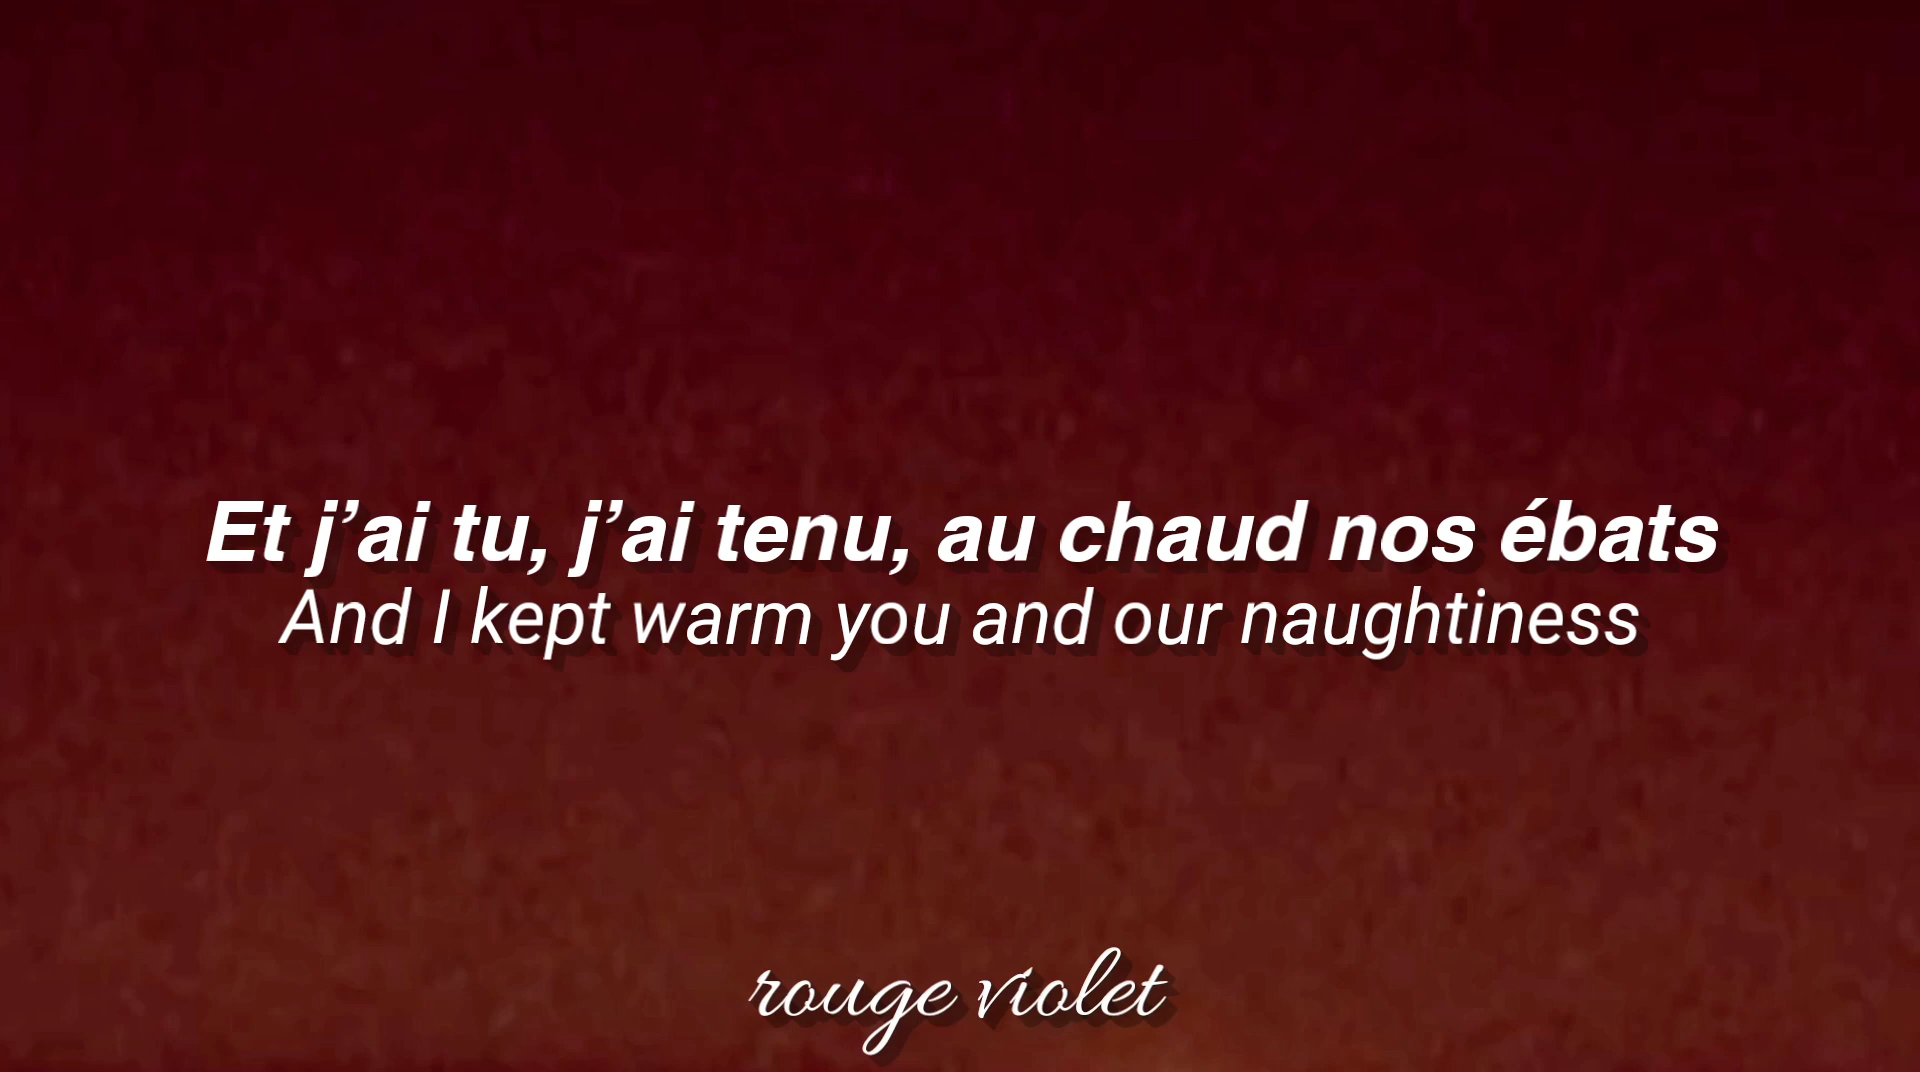 Et j’ai tu, j’ai tenu, au chaud nos ébats
And I kept warm you and our naughtiness
rouge violet